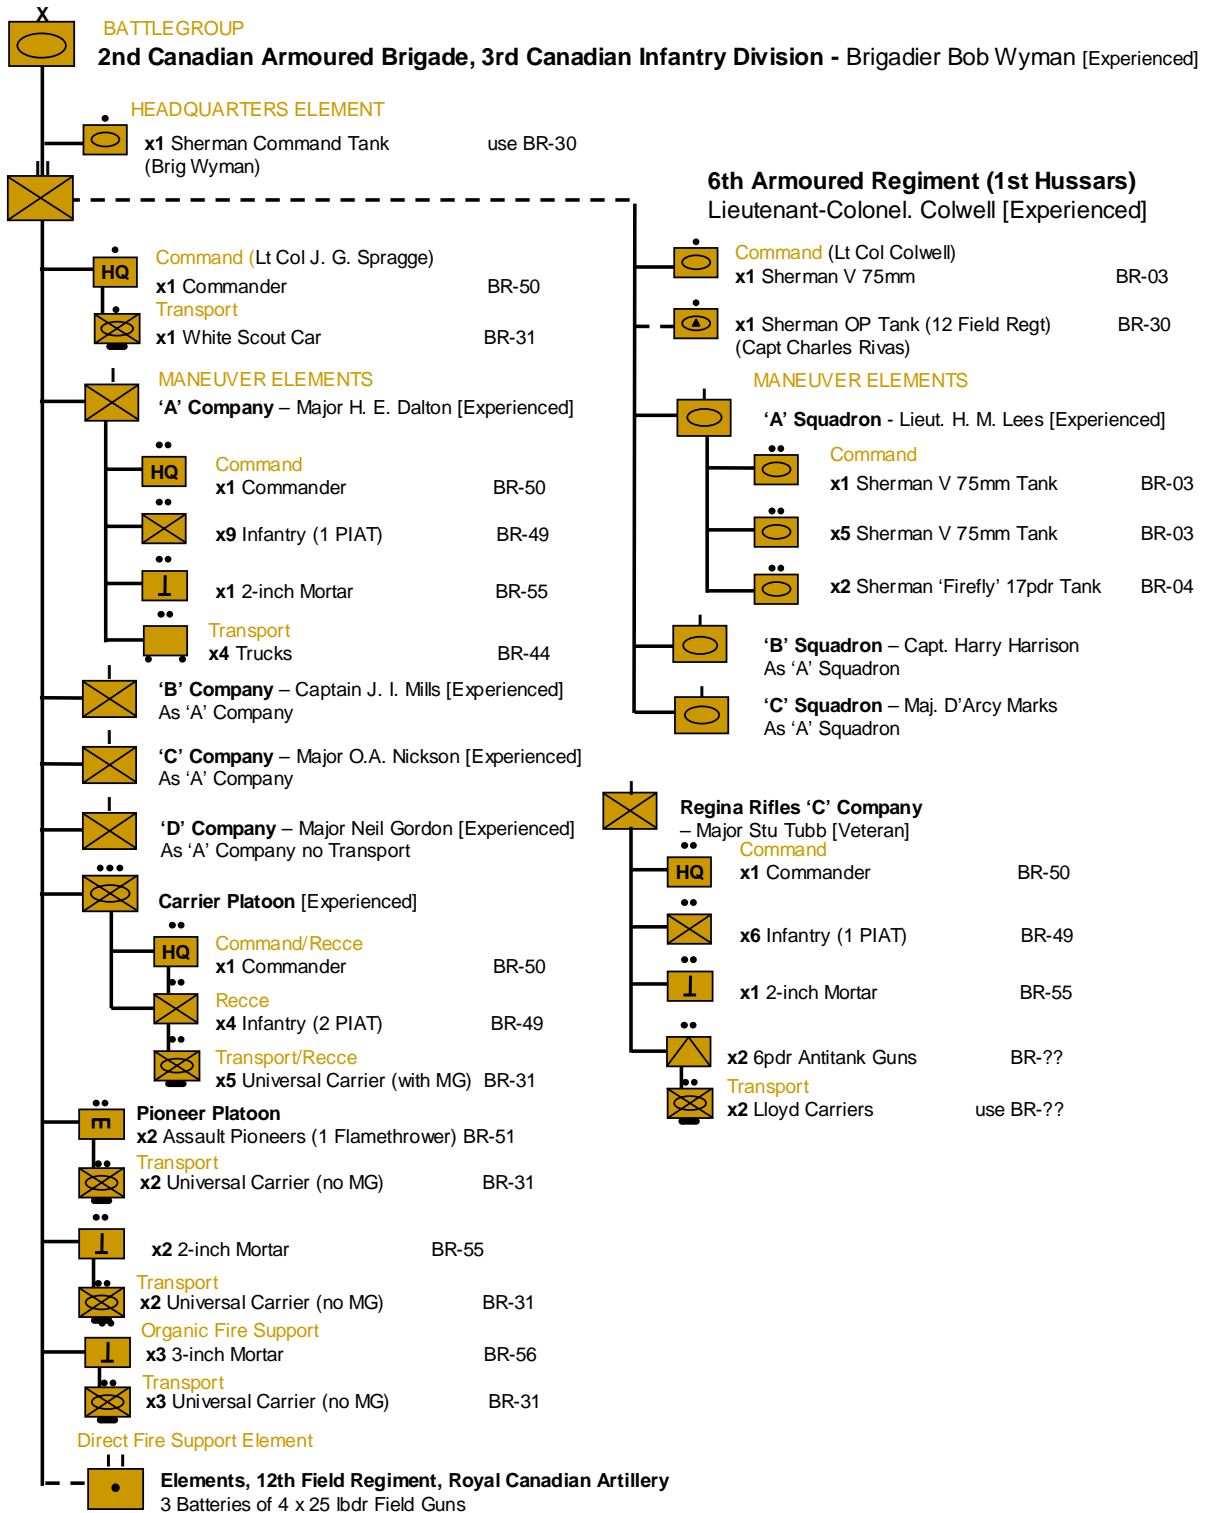 X
BATTLEGROUP
2nd Canadian Armoured Brigade, 3rd Canadian Infantry Division - Brigadier Bob Wyman [Experienced]
HEADQUARTERS ELEMENT
x1 Sherman Command Tank use BR-30
(Brig Wyman)
HQ
Command (Lt Col J. G. Spragge)
x1 Commander BR-50
Transport
x1 White Scout Car BR-31
MANEUVER ELEMENTS
‘A’ Company – Major H. E. Dalton [Experienced]
HQ
Command
x1 Commander BR-50
x9 Infantry (1 PIAT) BR-49
x1 2-inch Mortar BR-55
Transport
x4 Trucks BR-44
‘B’ Company – Captain J. I. Mills [Experienced]
As ‘A’ Company
‘C’ Company – Major O.A. Nickson [Experienced]
As ‘A’ Company
‘D’ Company – Major Neil Gordon [Experienced]
As ‘A’ Company no Transport
Carrier Platoon [Experienced]
HQ
Command/Recce
x1 Commander BR-50
Recce
x4 Infantry (2 PIAT) BR-49
Transport/Recce
x5 Universal Carrier (with MG) BR-31
Pioneer Platoon
x2 Assault Pioneers (1 Flamethrower) BR-51
Transport
x2 Universal Carrier (no MG) BR-31
x2 2-inch Mortar BR-55
Transport
x2 Universal Carrier (no MG) BR-31
Organic Fire Support
x3 3-inch Mortar BR-56
Transport
x3 Universal Carrier (no MG) BR-31
Direct Fire Support Element
Elements, 12th Field Regiment, Royal Canadian Artillery
3 Batteries of 4 x 25 lbdr Field Guns
6th Armoured Regiment (1st Hussars)
Lieutenant-Colonel. Colwell [Experienced]
Command (Lt Col Colwell)
x1 Sherman V 75mm BR-03
x1 Sherman OP Tank (12 Field Regt) BR-30
(Capt Charles Rivas)
MANEUVER ELEMENTS
‘A’ Squadron - Lieut. H. M. Lees [Experienced]
Command
x1 Sherman V 75mm Tank BR-03
x5 Sherman V 75mm Tank BR-03
x2 Sherman ‘Firefly’ 17pdr Tank BR-04
‘B’ Squadron – Capt. Harry Harrison
As ‘A’ Squadron
‘C’ Squadron – Maj. D’Arcy Marks
As ‘A’ Squadron
Regina Rifles ‘C’ Company
– Major Stu Tubb [Veteran]
HQ
Command
x1 Commander BR-50
x6 Infantry (1 PIAT) BR-49
x1 2-inch Mortar BR-55
x2 6pdr Antitank Guns BR-??
Transport
x2 Lloyd Carriers use BR-??